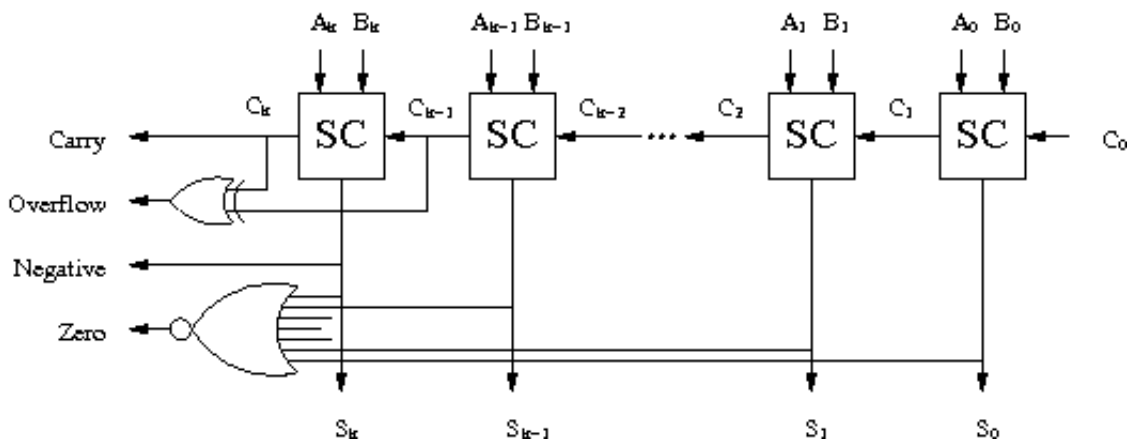 Aₖ Bₖ Aₖ₋₁ Bₖ₋₁ A₁ B₁ A₀ B₀
Cₖ Cₖ₋₁ Cₖ₋₂ C₂ C₁
Carry SC SC ••• SC SC C₀
Overflow
Negative
Zero
Sₖ Sₖ₋₁ S₁ S₀